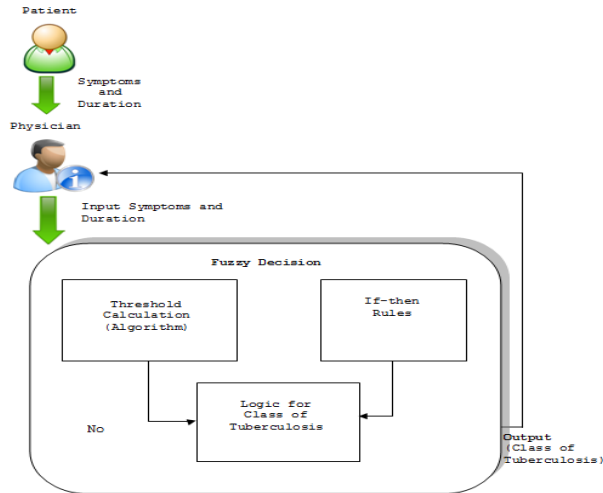 Patient
Symptoms
and
Duration
Physician
Input Symptoms and
Duration
Fuzzy Decision
Threshold
Calculation
(Algorithm)
If-then
Rules
Logic for
Class of
Tuberculosis
No
Output
(Class of
Tuberculosis)